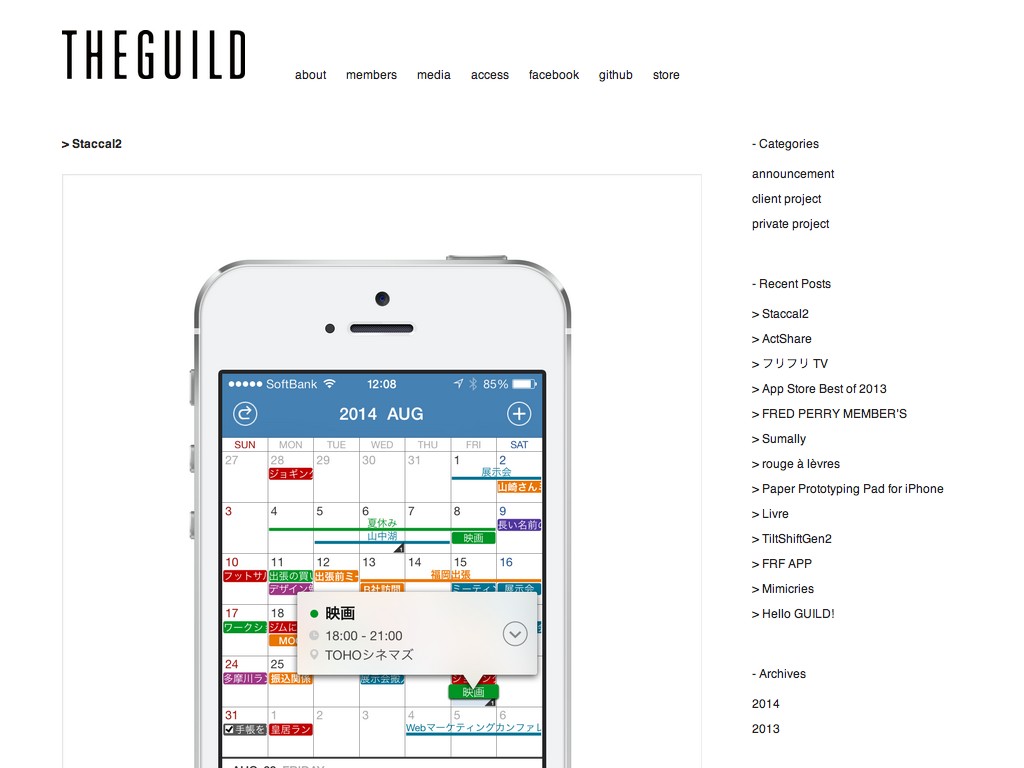 THEGUILD
about members media access facebook github store
> Staccal2
SoftBank 12:08 85%
2014 AUG
SUN MON TUE WED THU FRI SAT
27 28 29 30 31 1 2
展示会
ジョギング
山崎さん
3 4 5 6 7 8 9
夏休み
長い名前の
山中湖
映画
10 11 12 13 14 15 16
フットサル 出張の買い 出張前ミー 福岡出張
デザイン B社訪問 ミーティ 展示会
17 18
ワークシ ジムに
MO
映画
18:00 - 21:00
TOHOシネマズ
24 25
多摩川ラ 振込関係 展示会搬
映画
31 1 2 3 4 5 6
手帳を 皇居ラン Webマーケティングカンファレ
- Categories
announcement
client project
private project
- Recent Posts
> Staccal2
> ActShare
> フリフリ TV
> App Store Best of 2013
> FRED PERRY MEMBER'S
> Sumally
> rouge à lèvres
> Paper Prototyping Pad for iPhone
> Livre
> TiltShiftGen2
> FRF APP
> Mimicries
> Hello GUILD!
- Archives
2014
2013